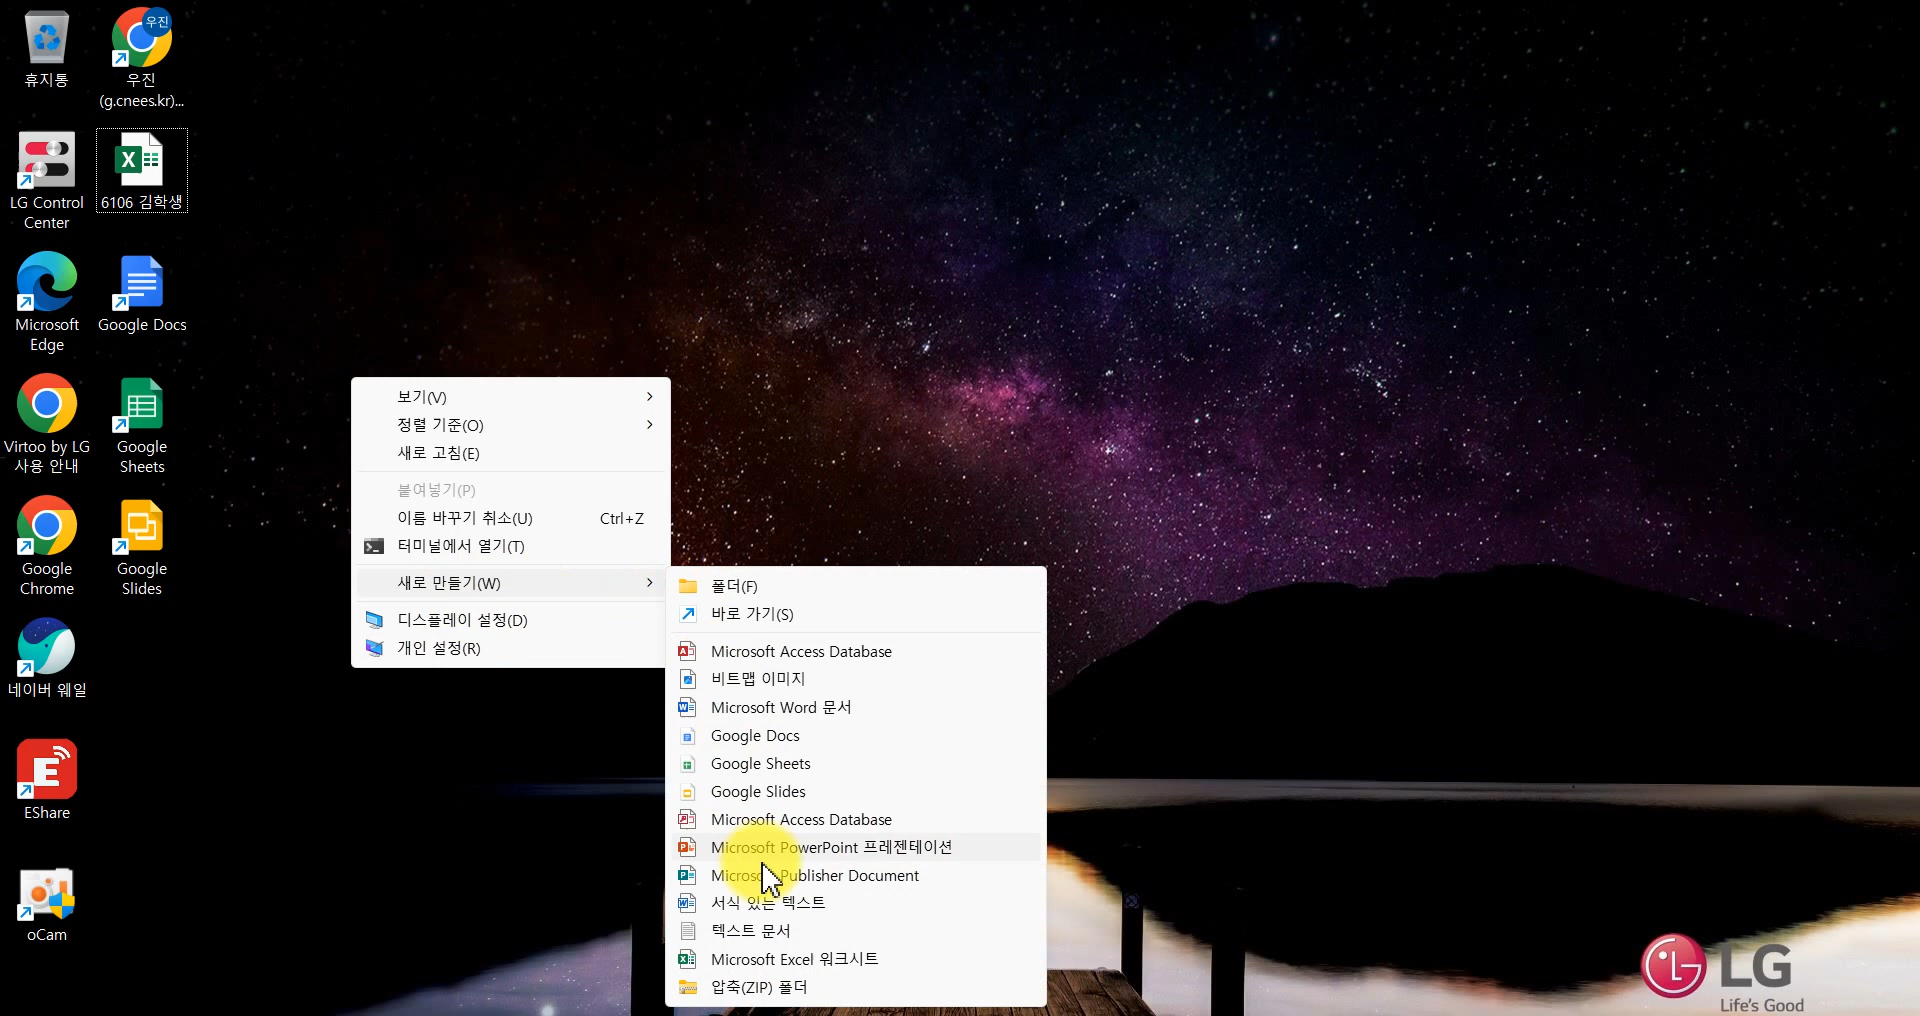 휴지통
우진
우진
(g.cnees.kr)...
LG Control
Center
6106 김학생
Microsoft
Edge
Google Docs
Virtoo by LG
사용 안내
Google
Sheets
Google
Chrome
Google
Slides
네이버 웨일
EShare
oCam
보기(V)
정렬 기준(O)
새로 고침(E)
붙여넣기(P)
이름 바꾸기 취소(U) Ctrl+Z
터미널에서 열기(T)
새로 만들기(W)
디스플레이 설정(D)
개인 설정(R)
폴더(F)
바로 가기(S)
Microsoft Access Database
비트맵 이미지
Microsoft Word 문서
Google Docs
Google Sheets
Google Slides
Microsoft Access Database
Microsoft PowerPoint 프레젠테이션
Microsoft Publisher Document
서식 있는 텍스트
텍스트 문서
Microsoft Excel 워크시트
압축(ZIP) 폴더
LG
Life's Good